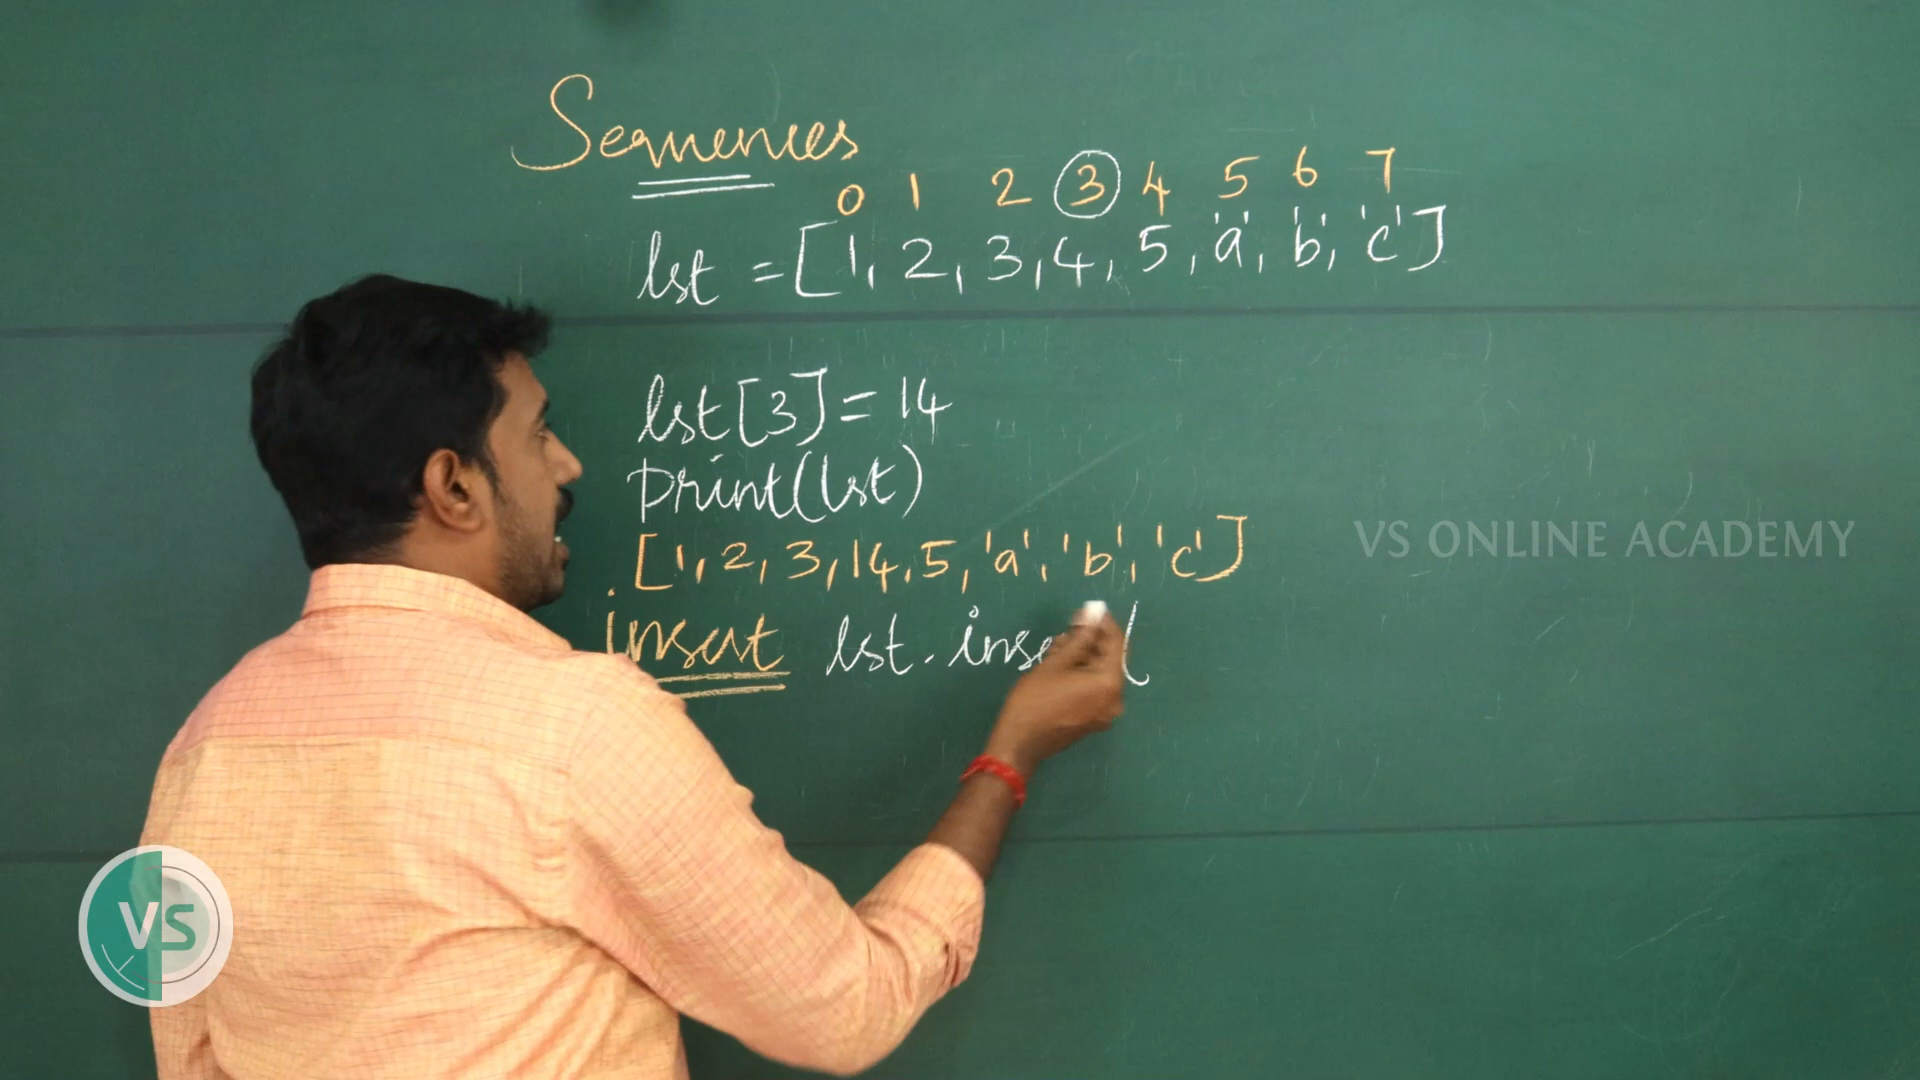 Sequences
0 1 2 3 4 5 6 7
lst = [1, 2, 3, 4, 5, 'a', 'b', 'c']
lst[3] = 14
print(lst)
[1, 2, 3, 14, 5, 'a', 'b', 'c']
insert lst.inse (
VS ONLINE ACADEMY
VS